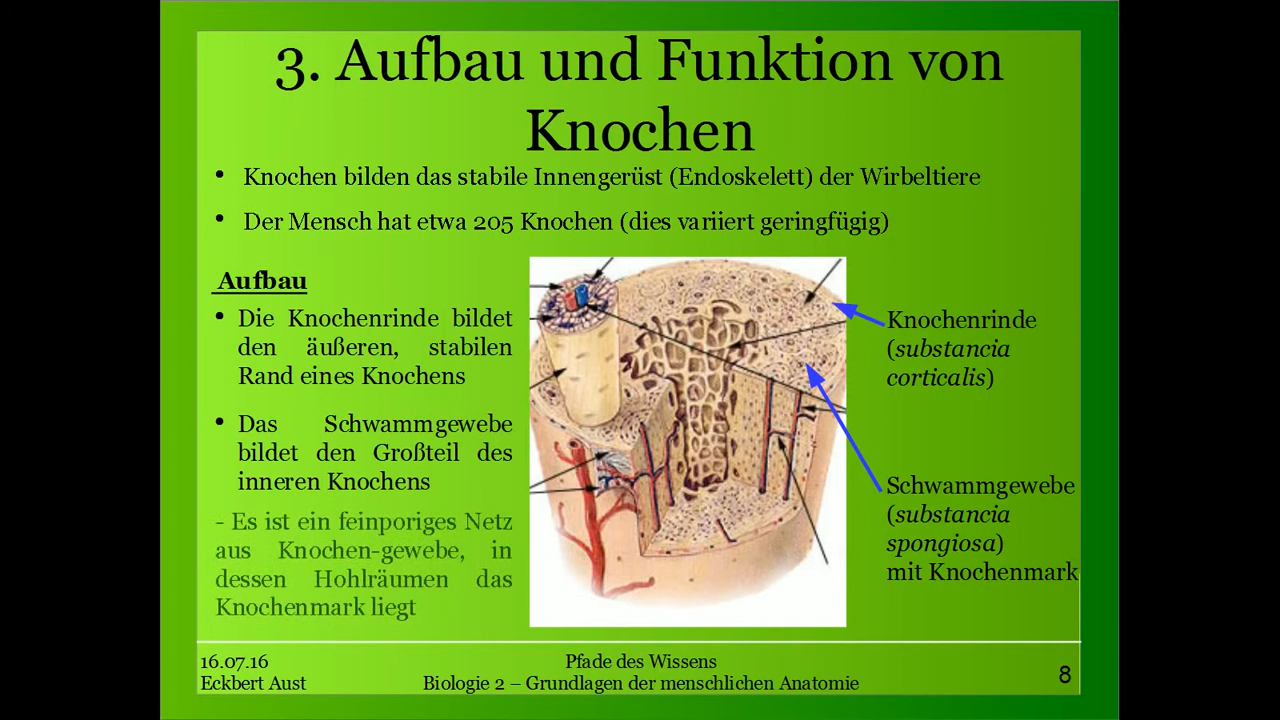 3. Aufbau und Funktion von
Knochen
• Knochen bilden das stabile Innengerüst (Endoskelett) der Wirbeltiere
• Der Mensch hat etwa 205 Knochen (dies variiert geringfügig)
Aufbau
• Die Knochenrinde bildet
den äußeren, stabilen
Rand eines Knochens
• Das Schwammgewebe
bildet den Großteil des
inneren Knochens
- Es ist ein feinporiges Netz
aus Knochen-gewebe, in
dessen Hohlräumen das
Knochenmark liegt
Knochenrinde
(substancia
corticalis)
Schwammgewebe
(substancia
spongiosa)
mit Knochenmark
16.07.16
Eckbert Aust
Pfade des Wissens
Biologie 2 – Grundlagen der menschlichen Anatomie
8